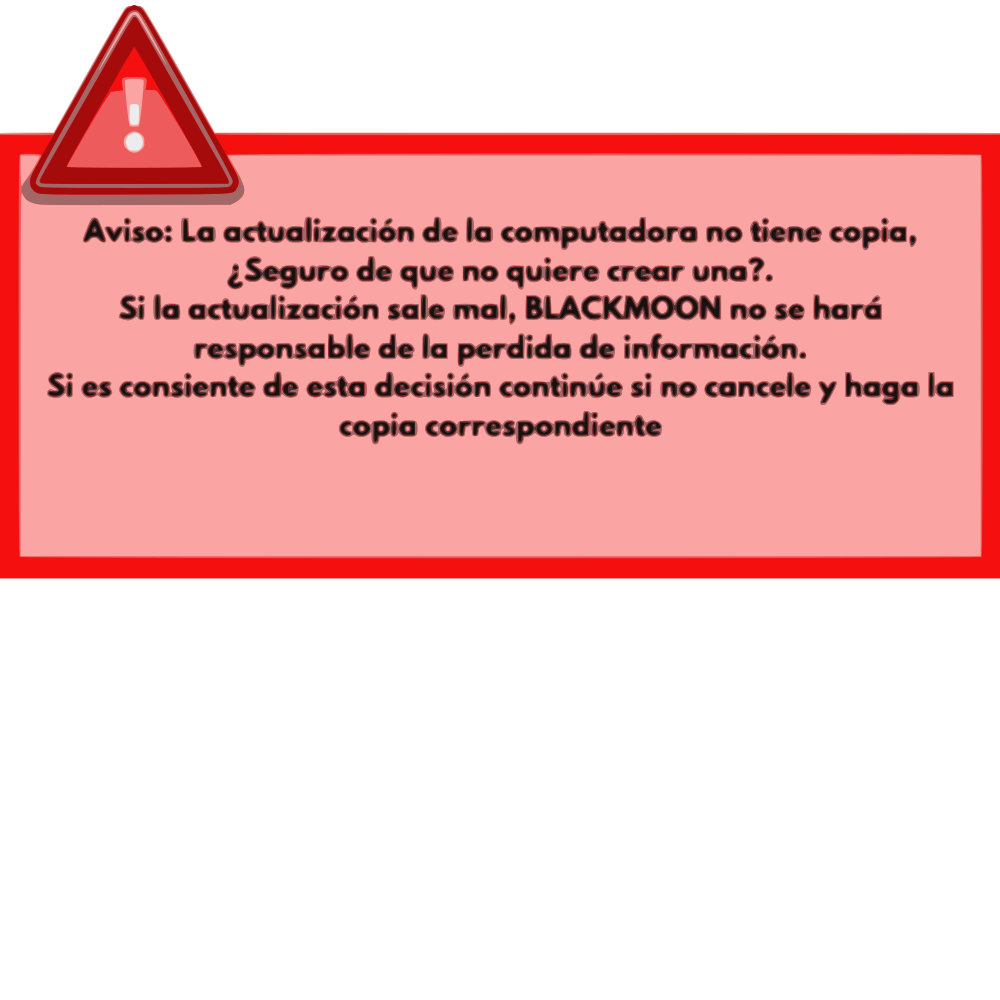 Aviso: La actualización de la computadora no tiene copia,
¿Seguro de que no quiere crear una?.
Si la actualización sale mal, BLACKMOON no se hará
responsable de la perdida de información.
Si es consiente de esta decisión continúe si no cancele y haga la
copia correspondiente